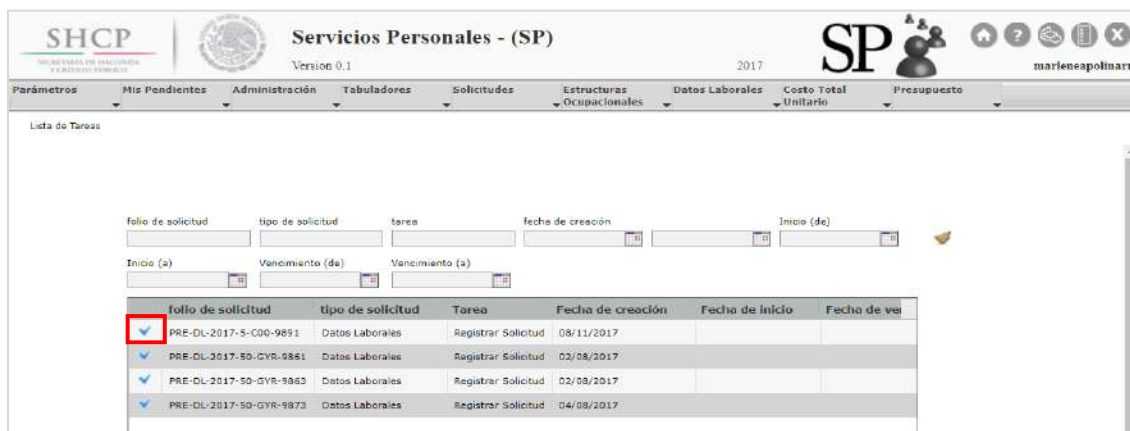 SHCP
SECRETARÍA DE HACIENDA
Y CRÉDITO PÚBLICO
Servicios Personales - (SP)
Version 0.1
2017
SP
marleneapolinar
Parámetros Mis Pendientes Administración Tabuladores Solicitudes Estructuras Ocupacionales Datos Laborales Costo Total Unitario Presupuesto
Lista de Tareas
folio de solicitud tipo de solicitud tarea fecha de creación Inicio (de)
Inicio (a) Vencimiento (de) Vencimiento (a)
folio de solicitud tipo de solicitud Tarea Fecha de creación Fecha de inicio Fecha de ve
PRE-DL-2017-5-C00-9891 Datos Laborales Registrar Solicitud 08/11/2017
PRE-DL-2017-50-GYR-9861 Datos Laborales Registrar Solicitud 02/08/2017
PRE-DL-2017-50-GYR-9863 Datos Laborales Registrar Solicitud 02/08/2017
PRE-DL-2017-50-GYR-9873 Datos Laborales Registrar Solicitud 04/08/2017